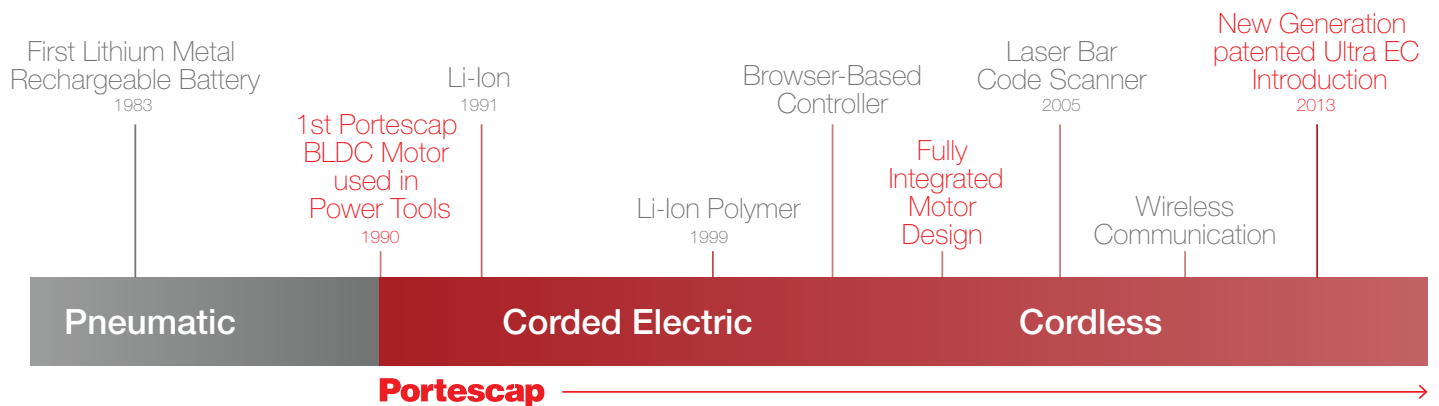 First Lithium Metal
Rechargeable Battery
1983
1st Portescap
BLDC Motor
used in
Power Tools
1990
Li-Ion
1991
Li-Ion Polymer
1999
Browser-Based
Controller
Fully
Integrated
Motor
Design
Laser Bar
Code Scanner
2005
Wireless
Communication
New Generation
patented Ultra EC
Introduction
2013
Pneumatic
Corded Electric
Cordless
Portescap